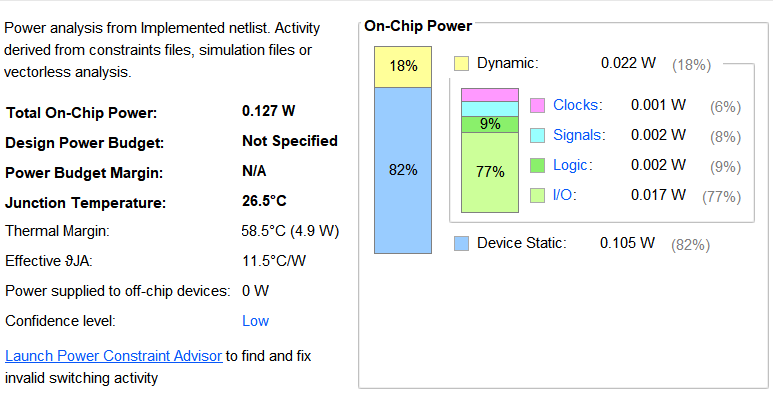 Power analysis from Implemented netlist. Activity
derived from constraints files, simulation files or
vectorless analysis.
Total On-Chip Power: 0.127 W
Design Power Budget: Not Specified
Power Budget Margin: N/A
Junction Temperature: 26.5°C
Thermal Margin: 58.5°C (4.9 W)
Effective ϑJA: 11.5°C/W
Power supplied to off-chip devices: 0 W
Confidence level: Low
Launch Power Constraint Advisor to find and fix
invalid switching activity
On-Chip Power
18%
82%
Dynamic: 0.022 W (18%)
9%
77%
Clocks: 0.001 W (6%)
Signals: 0.002 W (8%)
Logic: 0.002 W (9%)
I/O: 0.017 W (77%)
Device Static: 0.105 W (82%)